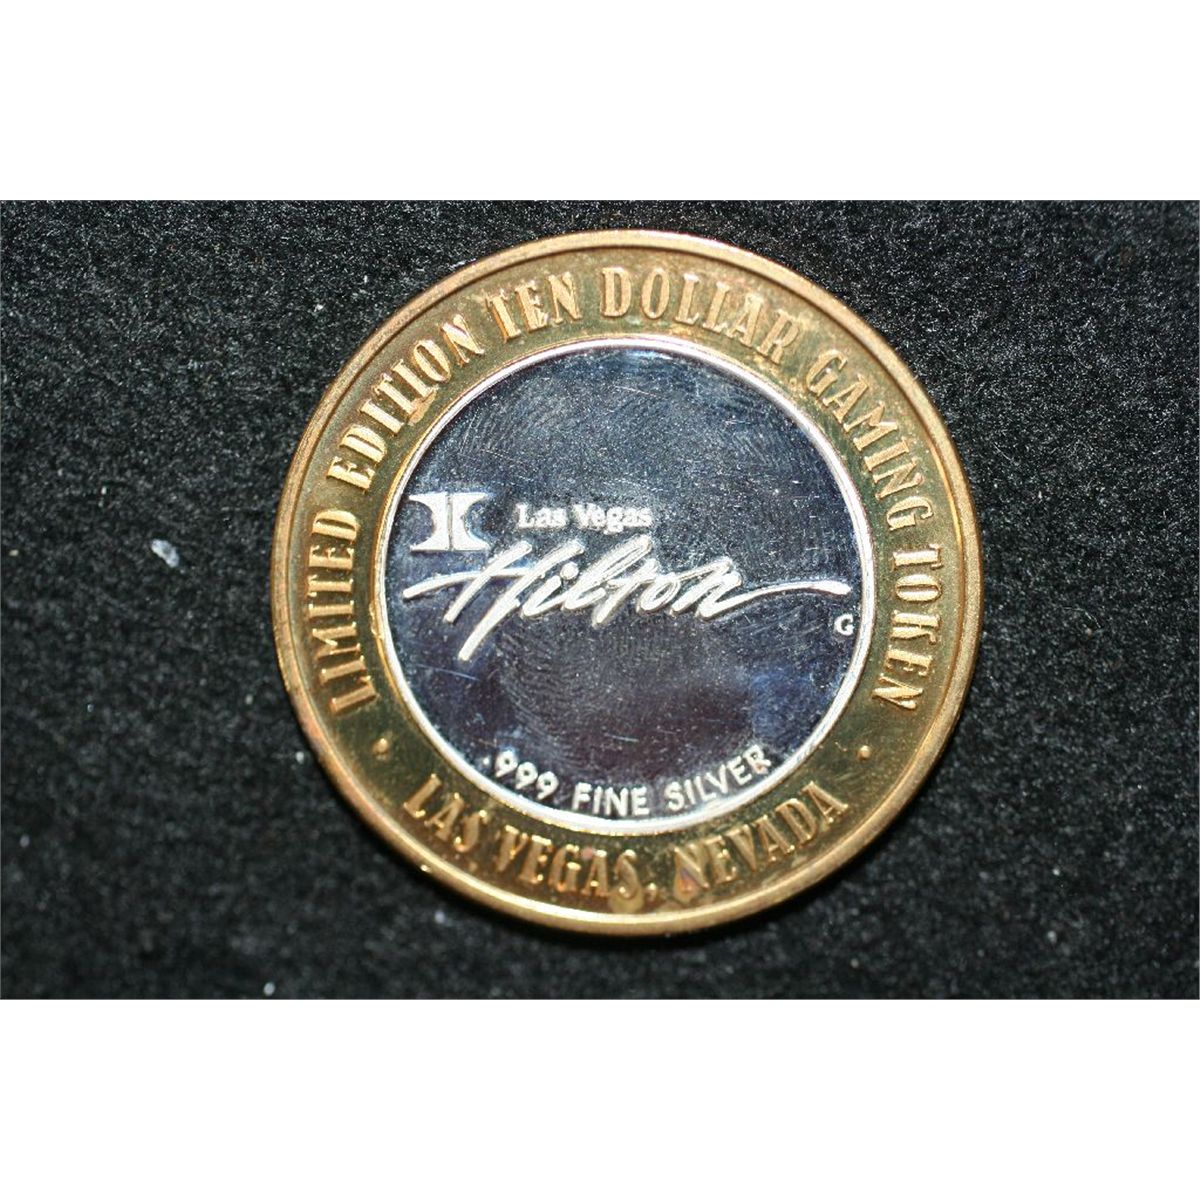 LIMITED EDITION TEN DOLLAR GAMING TOKEN
Las Vegas
Hilton
G
.999 FINE SILVER
• LAS VEGAS, NEVADA •